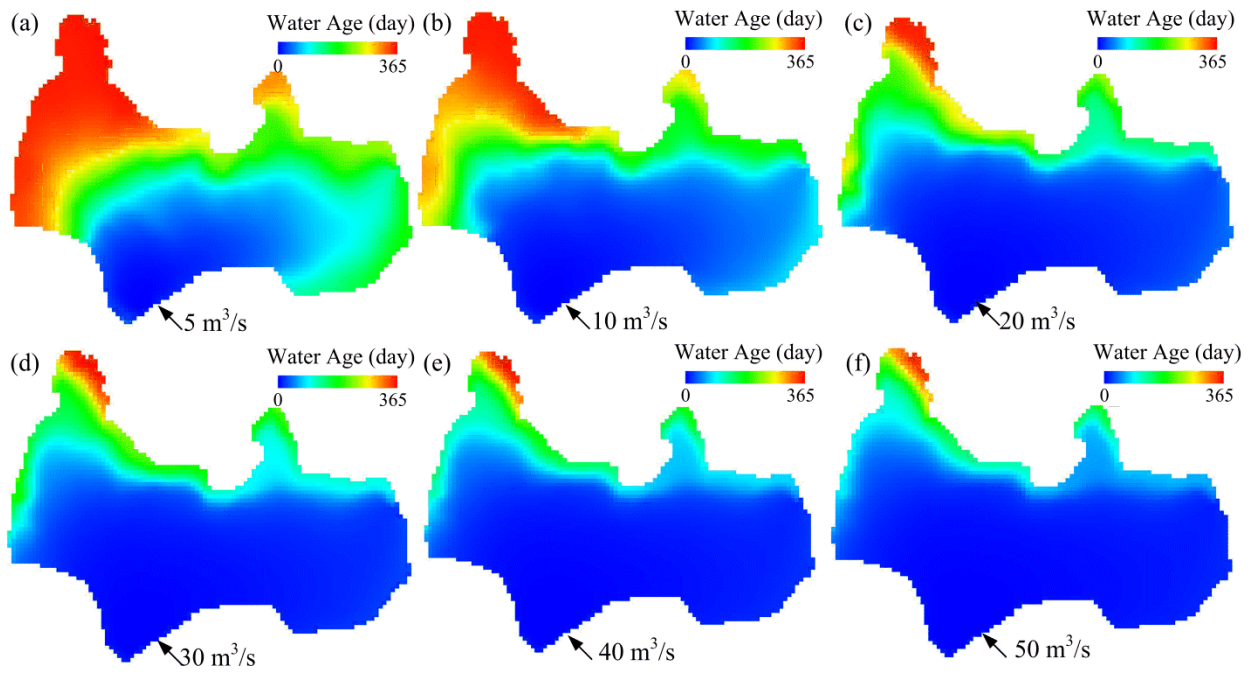 (a) Water Age (day)
0 365
5 m³/s
(b) Water Age (day)
0 365
10 m³/s
(c) Water Age (day)
0 365
20 m³/s
(d) Water Age (day)
0 365
30 m³/s
(e) Water Age (day)
0 365
40 m³/s
(f) Water Age (day)
0 365
50 m³/s